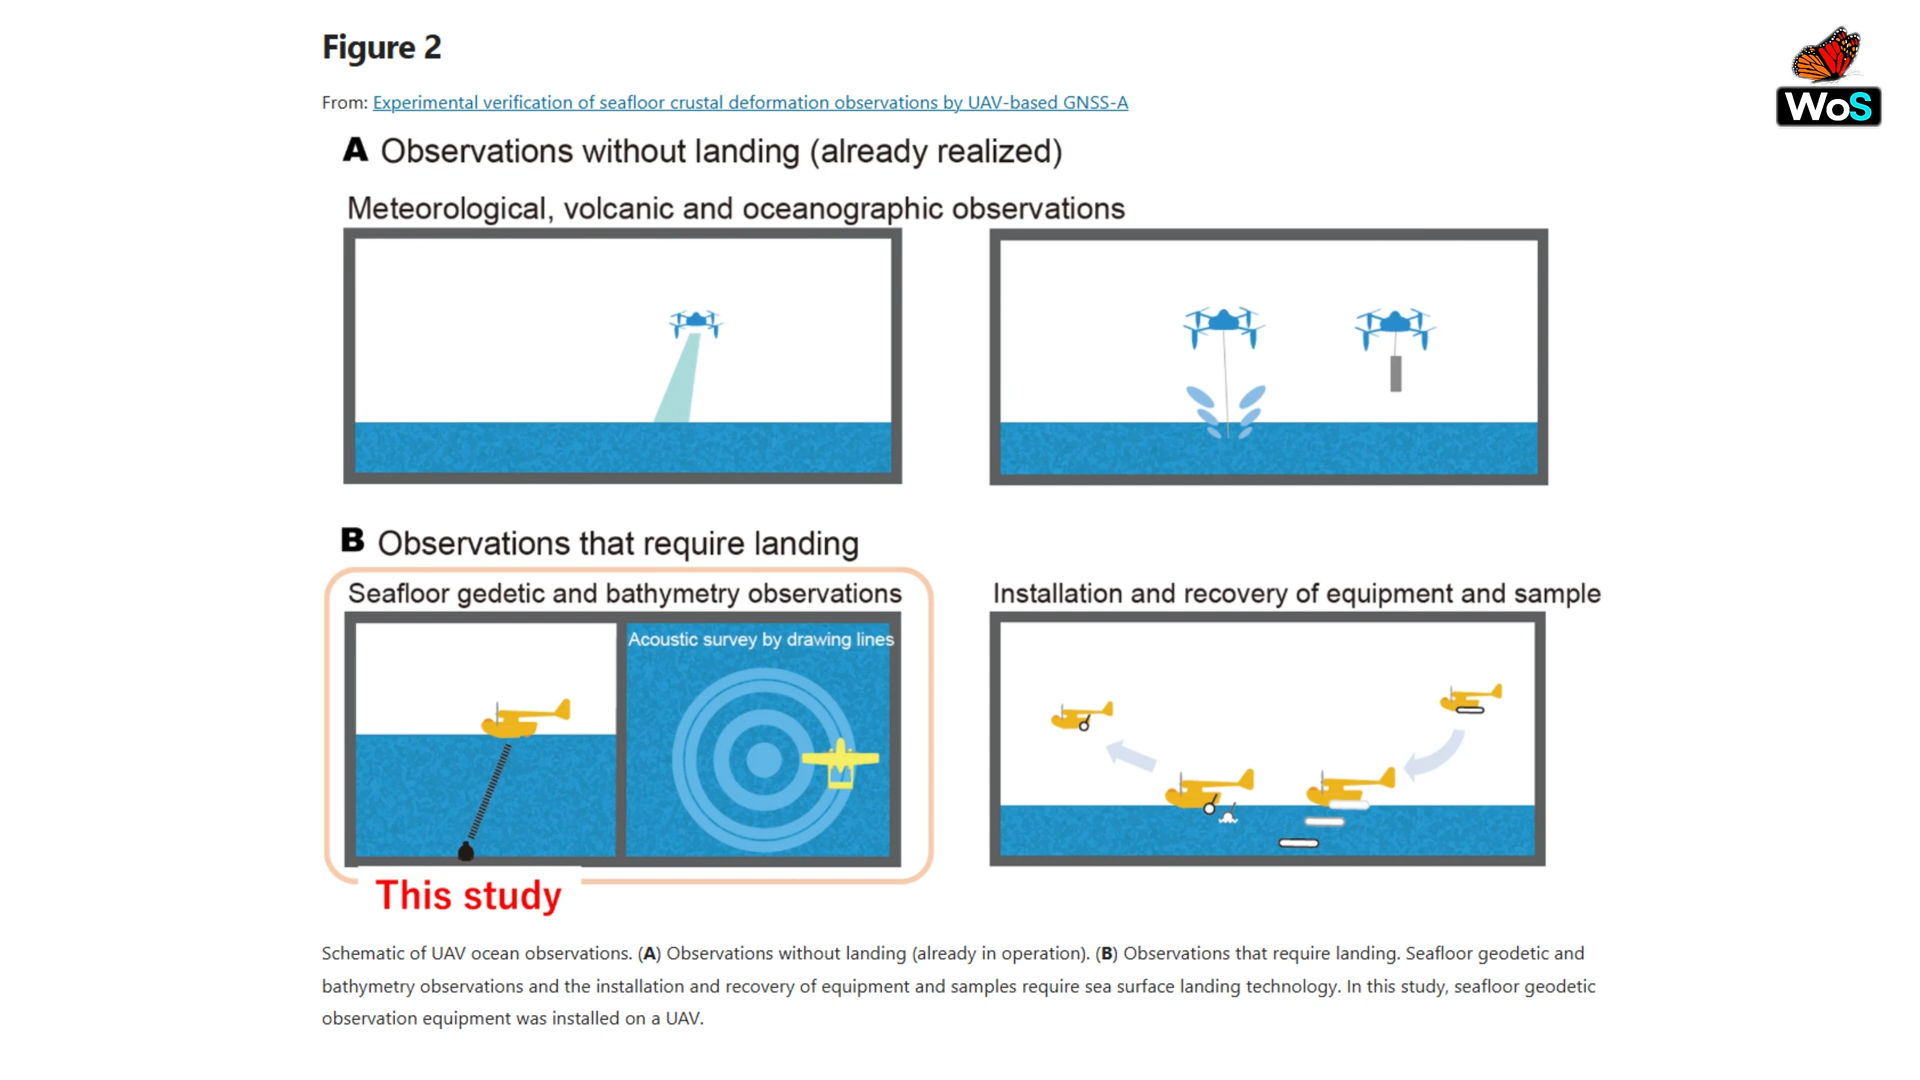 Figure 2
WoS
From: Experimental verification of seafloor crustal deformation observations by UAV-based GNSS-A
A Observations without landing (already realized)
Meteorological, volcanic and oceanographic observations
B Observations that require landing
Seafloor gedetic and bathymetry observations
Installation and recovery of equipment and sample
Acoustic survey by drawing lines
This study
Schematic of UAV ocean observations. (A) Observations without landing (already in operation). (B) Observations that require landing. Seafloor geodetic and
bathymetry observations and the installation and recovery of equipment and samples require sea surface landing technology. In this study, seafloor geodetic
observation equipment was installed on a UAV.